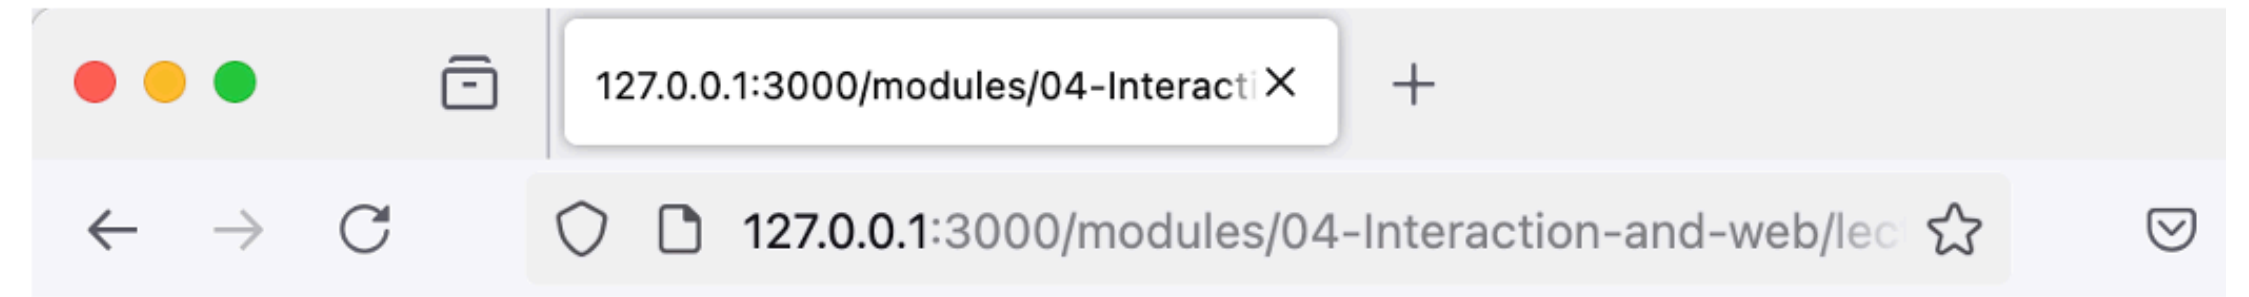 127.0.0.1:3000/modules/04-Interacti
127.0.0.1:3000/modules/04-Interaction-and-web/lec